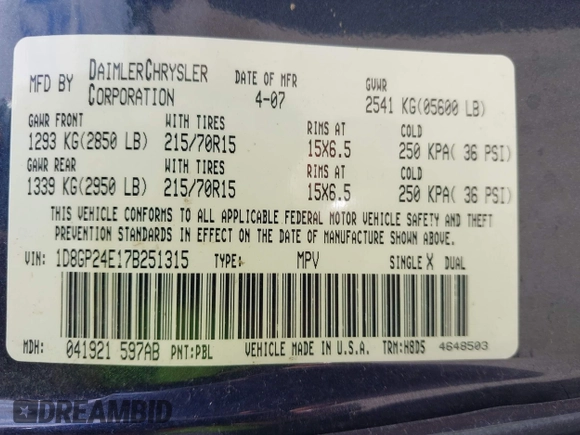 MFD BY DAIMLERCHRYSLER CORPORATION
DATE OF MFR 4-07
GVWR 2541 KG(05600 LB)
GAWR FRONT WITH TIRES RIMS AT COLD
1293 KG(2850 LB) 215/70R15 15X6.5 250 KPA( 36 PSI)
GAWR REAR WITH TIRES RIMS AT COLD
1339 KG(2950 LB) 215/70R15 15X6.5 250 KPA( 36 PSI)
THIS VEHICLE CONFORMS TO ALL APPLICABLE FEDERAL MOTOR VEHICLE SAFETY AND THEFT
PREVENTION STANDARDS IN EFFECT ON THE DATE OF MANUFACTURE SHOWN ABOVE.
VIN: 1D8GP24E17B251315 TYPE: MPV SINGLE X DUAL
MDH: 041921 597AB PNT:PBL VEHICLE MADE IN U.S.A. TRM:H8D5 4648503
DREAMBID